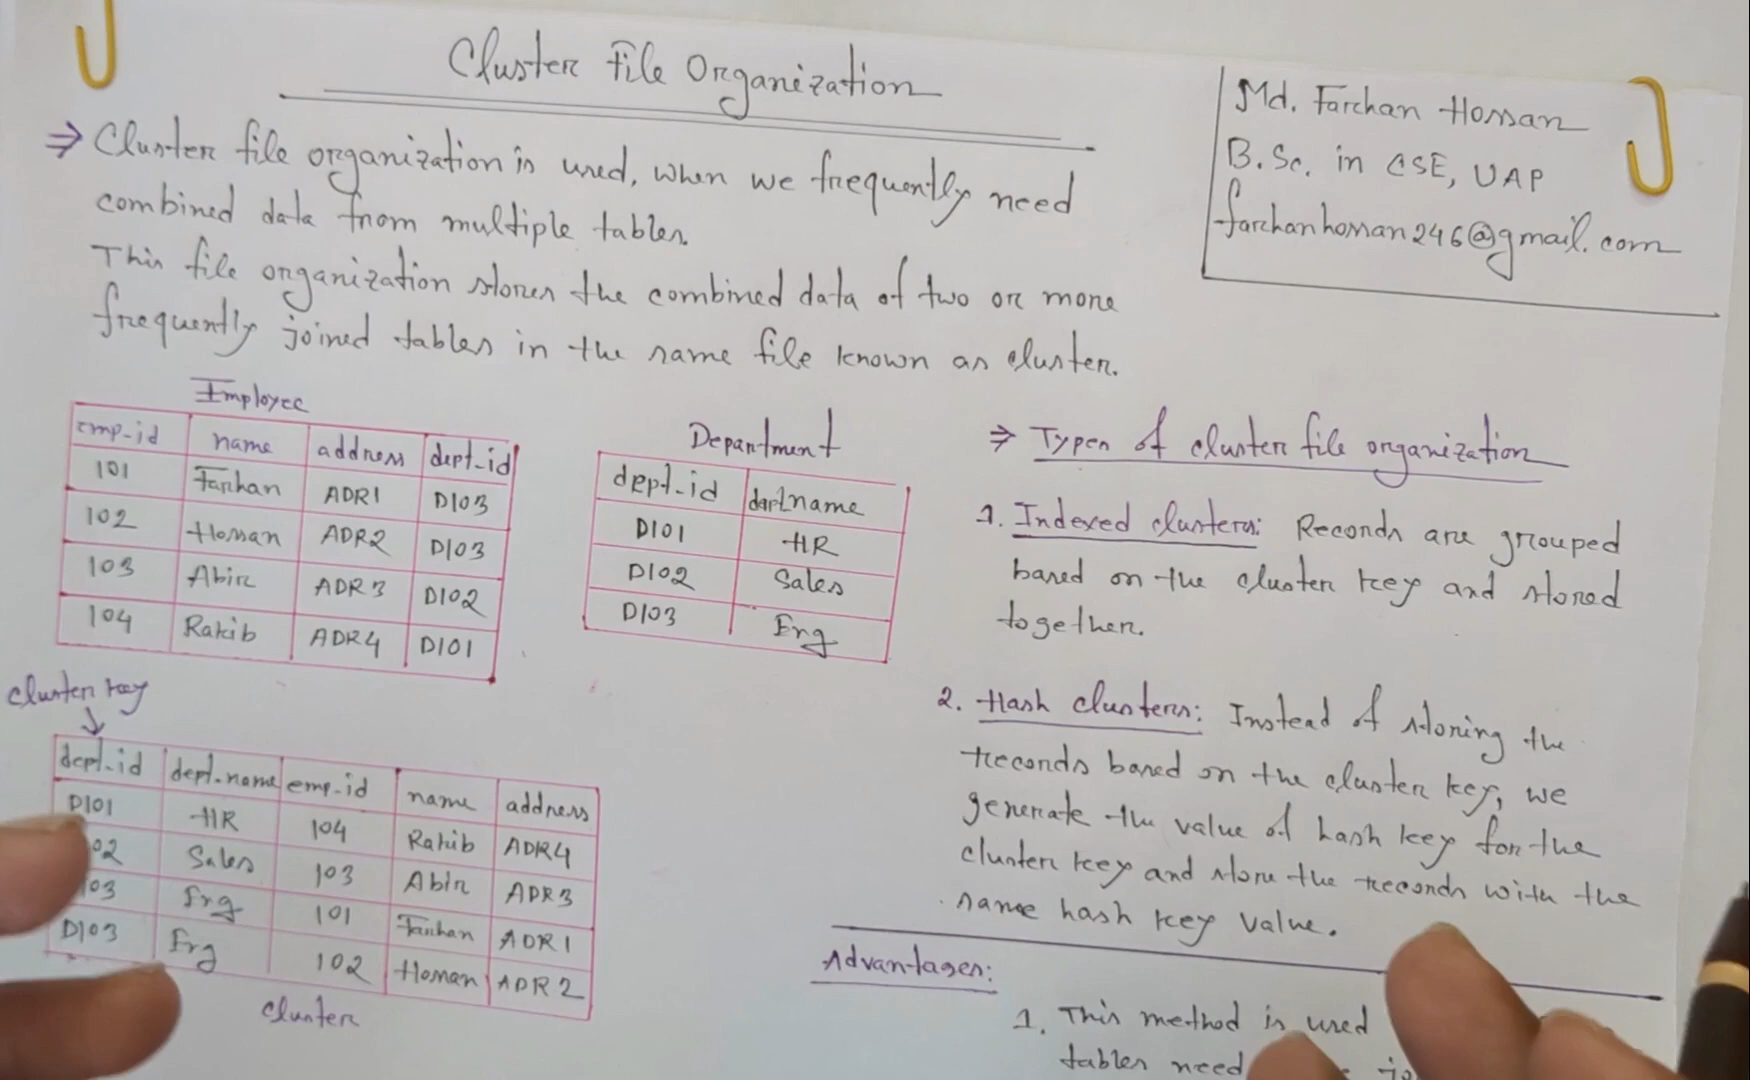 Cluster File Organization
Md. Farhan Hossan
B.Sc. in CSE, UAP
farhanhossan246@gmail.com
⇒ Cluster file organization is used, when we frequently need
combined data from multiple tables.
This file organization stores the combined data of two or more
frequently joined tables in the same file known as cluster.
Employee
emp-id name address dept-id
101 Farhan ADR1 D103
102 Hossan ADR2 D103
103 Abir ADR3 D102
104 Rakib ADR4 D101
Department
dept-id name
D101 HR
D102 Sales
D103 Eng
cluster key
dept-id dept-name emp-id name address
D101 HR 104 Rakib ADR4
02 Sales 103 Abir ADR3
03 Eng 101 Farhan ADR1
D103 Eng 102 Hossan ADR2
cluster
⇒ Types of cluster file organization
1. Indexed clusters: Records are grouped
based on the cluster key and stored
together.
2. Hash clusters: Instead of storing the
records based on the cluster key, we
generate the value of hash key for the
cluster key and store the records with the
same hash key value.
Advantages:
1. This method is used
tables need